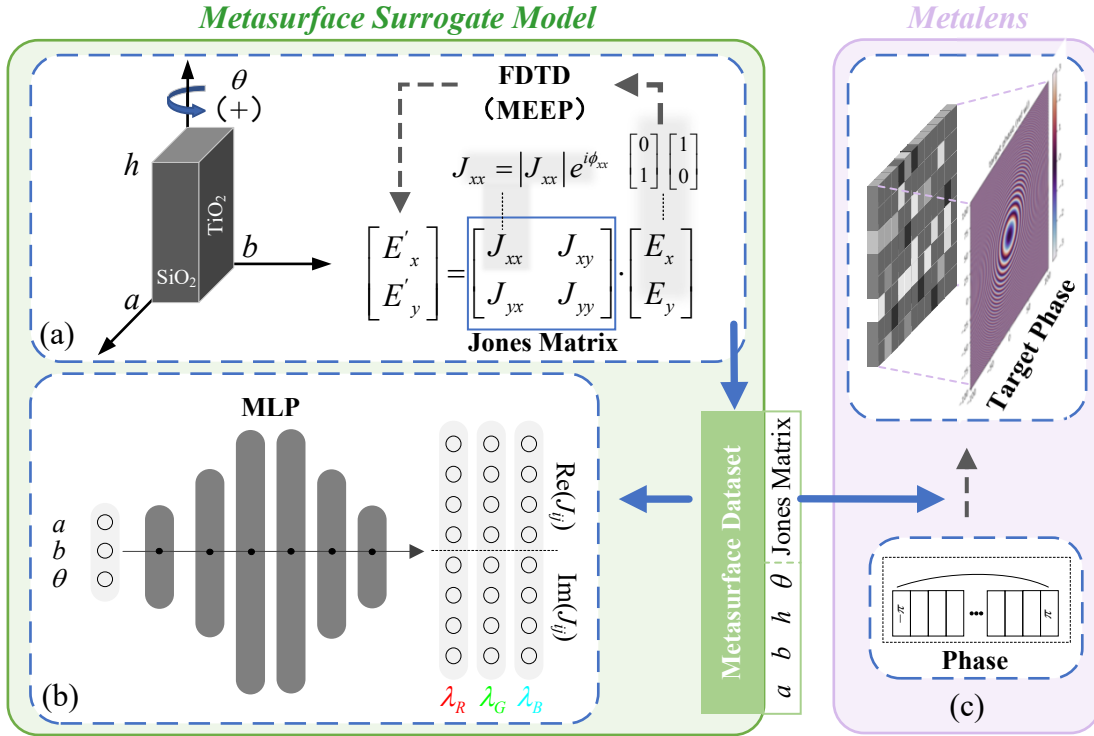 Metasurface Surrogate Model
Metalens
θ
(+)
h
TiO₂
SiO₂
b
a
(a)
FDTD
(MEEP)
J_xx = |J_xx| e^{iϕ_xx}
[0 1] [1 0]
[E'_x E'_y] = [J_xx J_xy J_yx J_yy] · [E_x E_y]
Jones Matrix
Target Phase
MLP
a
b
θ
Re(J_ij)
Im(J_ij)
λ_R λ_G λ_B
(b)
Metasurface Dataset
a b h θ Jones Matrix
−π ••• π
Phase
(c)